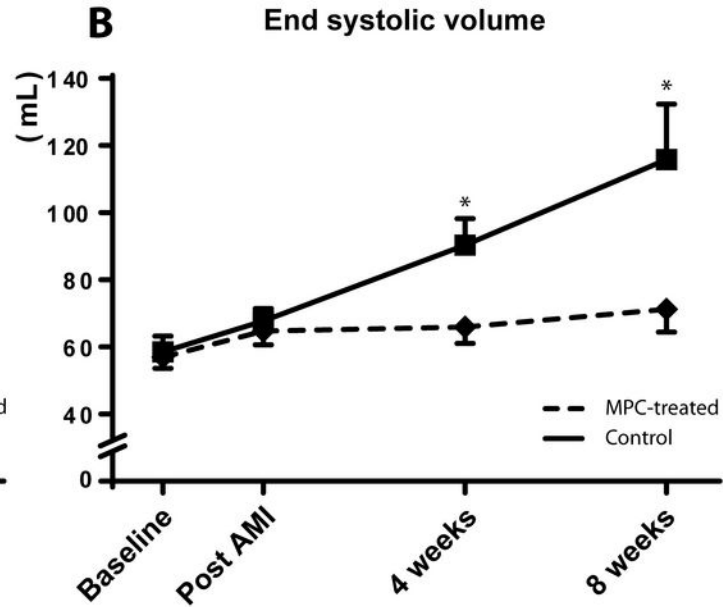 B
End systolic volume
(mL)
140
*
120
*
100
80
60
d
MPC-treated
40
Control
0
Baseline
Post AMI
4 weeks
8 weeks